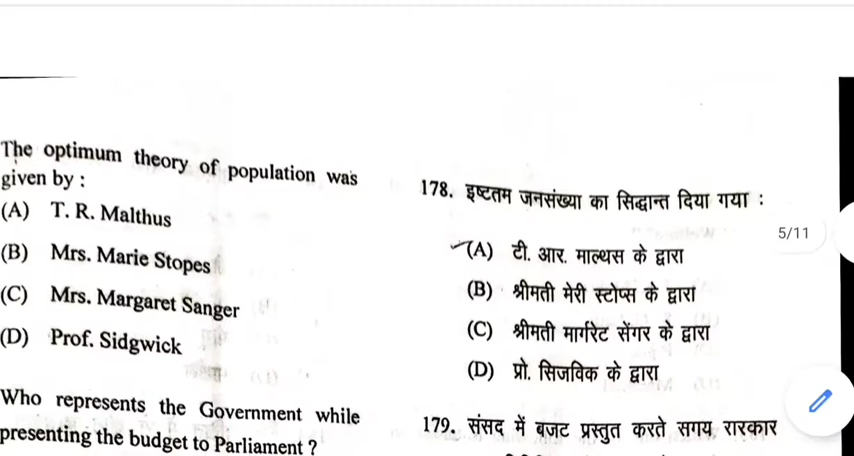 The optimum theory of population was
given by :
(A) T. R. Malthus
(B) Mrs. Marie Stopes
(C) Mrs. Margaret Sanger
(D) Prof. Sidgwick
Who represents the Government while
presenting the budget to Parliament ?
178. इष्टतम जनसंख्या का सिद्धान्त दिया गया :
(A) टी. आर. माल्थस के द्वारा
(B) श्रीमती मेरी स्टोप्स के द्वारा
(C) श्रीमती मार्गरेट सेंगर के द्वारा
(D) प्रो. सिजविक के द्वारा
179. संसद में बजट प्रस्तुत करते समय सरकार
5/11